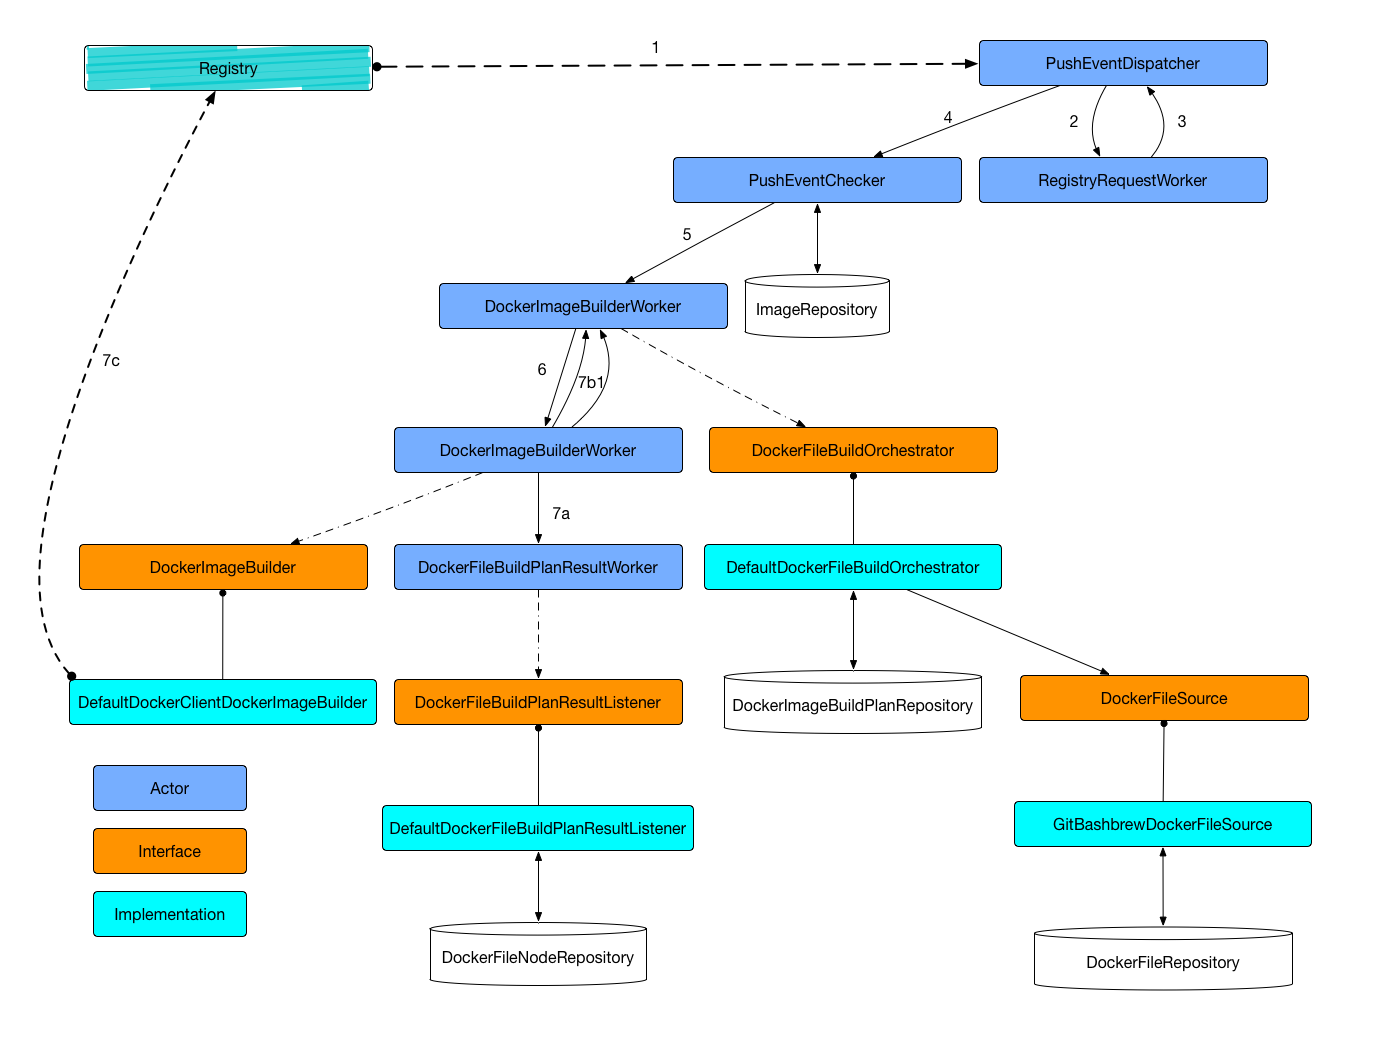 1
Registry
PushEventDispatcher
4
2
3
PushEventChecker
RegistryRequestWorker
5
DockerImageBuilderWorker
ImageRepository
7c
6
7b1
DockerImageBuilderWorker
DockerFileBuildOrchestrator
7a
DockerImageBuilder
DockerFileBuildPlanResultWorker
DefaultDockerFileBuildOrchestrator
DefaultDockerClientDockerImageBuilder
DockerFileBuildPlanResultListener
DockerImageBuildPlanRepository
DockerFileSource
Actor
DefaultDockerFileBuildPlanResultListener
GitBashbrewDockerFileSource
Interface
Implementation
DockerFileNodeRepository
DockerFileRepository